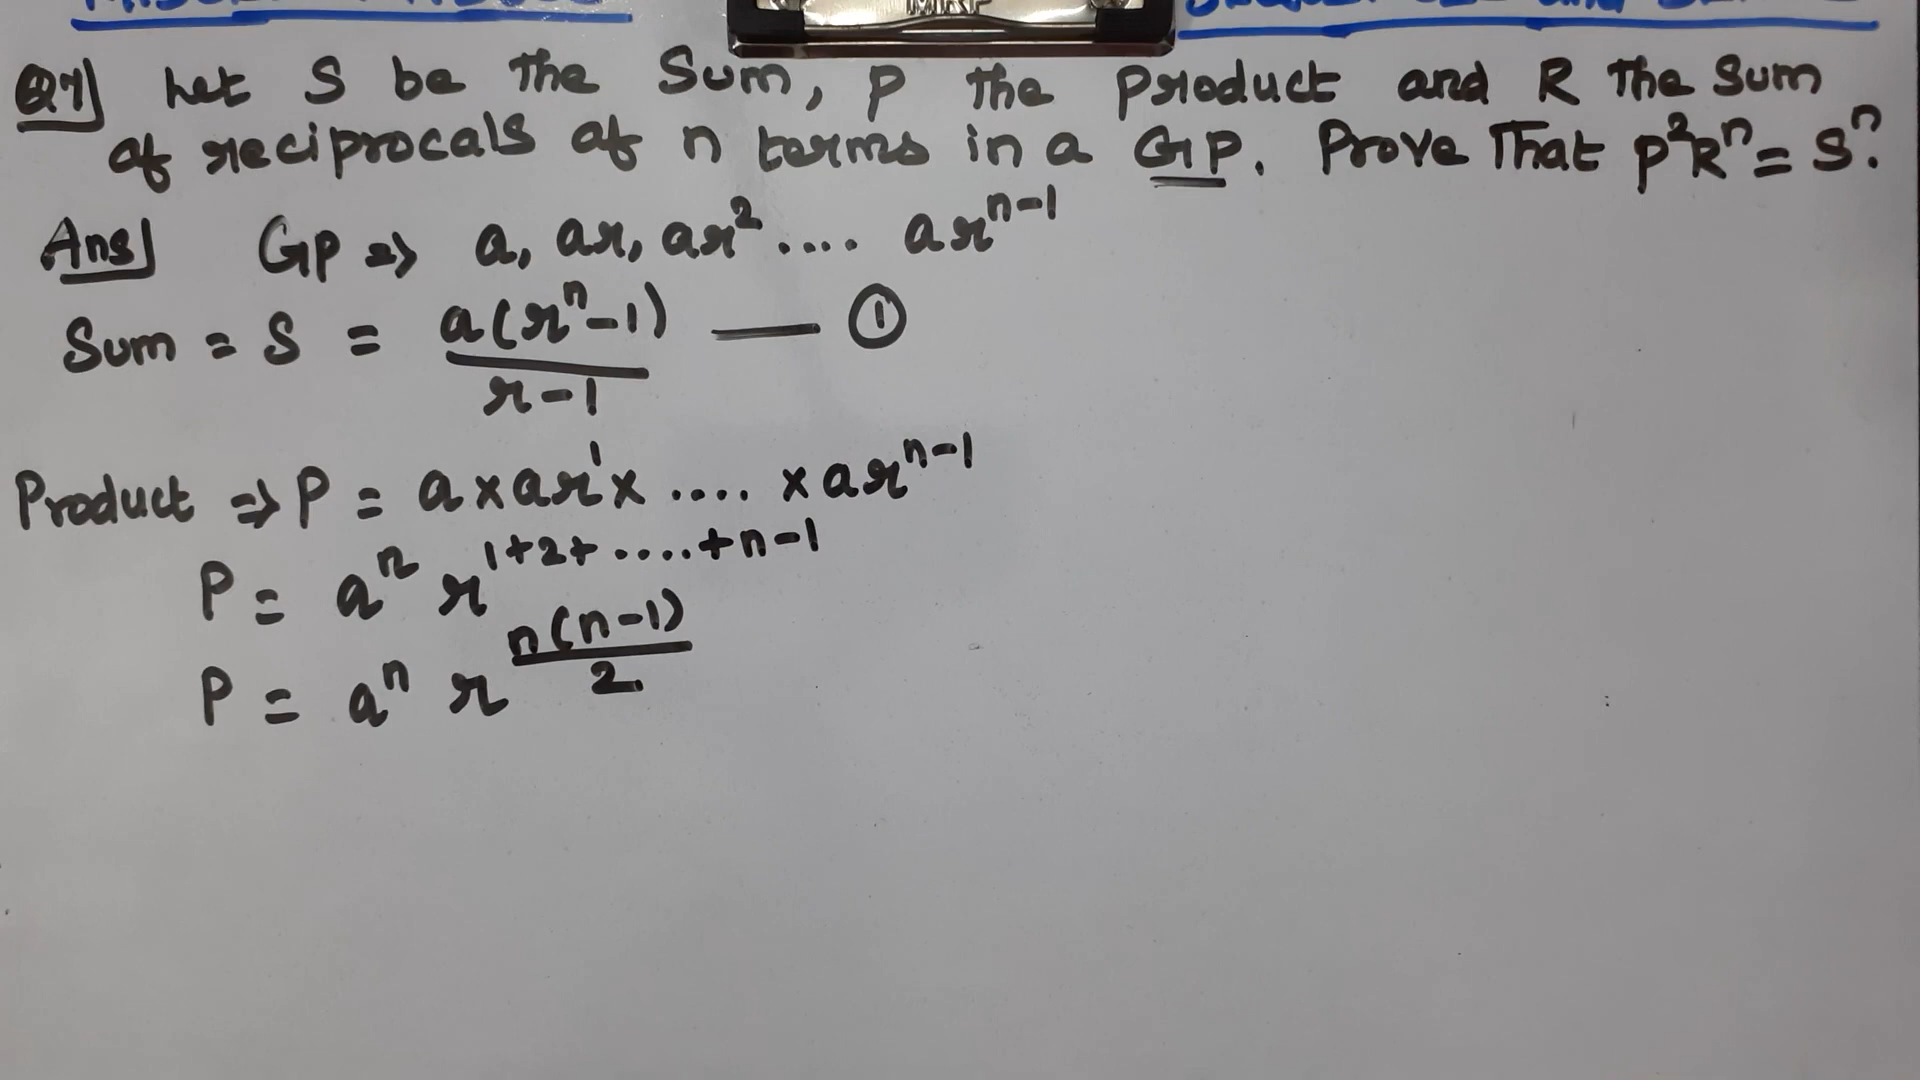 Q7] Let S be the Sum, P the Product and R the Sum
of reciprocals of n terms in a GP. Prove That P²Rⁿ = Sⁿ.
Ans] GP => a, ar, ar² .... arⁿ⁻¹
Sum = S = a(rⁿ-1)/(r-1) — ①
Product => P = a x ar¹ x .... x arⁿ⁻¹
P = aⁿ r^(1+2+....+n-1)
P = aⁿ r^(n(n-1)/2)